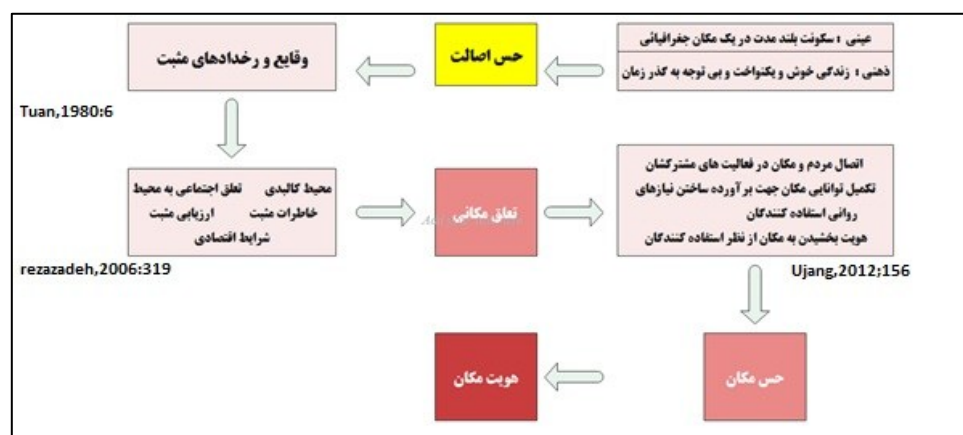 عینی : سکونت بلند مدت در یک مکان جغرافیائی
ذهنی : زندگی خوش و یکنواخت و بی توجه به گذر زمان
حس اصالت
وقایع و رخدادهای مثبت
Tuan,1980:6
محیط کالبدی تعلق اجتماعی به محیط
خاطرات مثبت ارزیابی مثبت
شرایط اقتصادی
rezazadeh,2006:319
تعلق مکانی
اتصال مردم و مکان در فعالیت های مشترکشان
تکمیل توانایی مکان جهت بر آورده ساختن نیازهای
روانی استفاده کنندگان
هویت بخشیدن به مکان از نظر استفاده کنندگان
Ujang,2012;156
حس مکان
هویت مکان